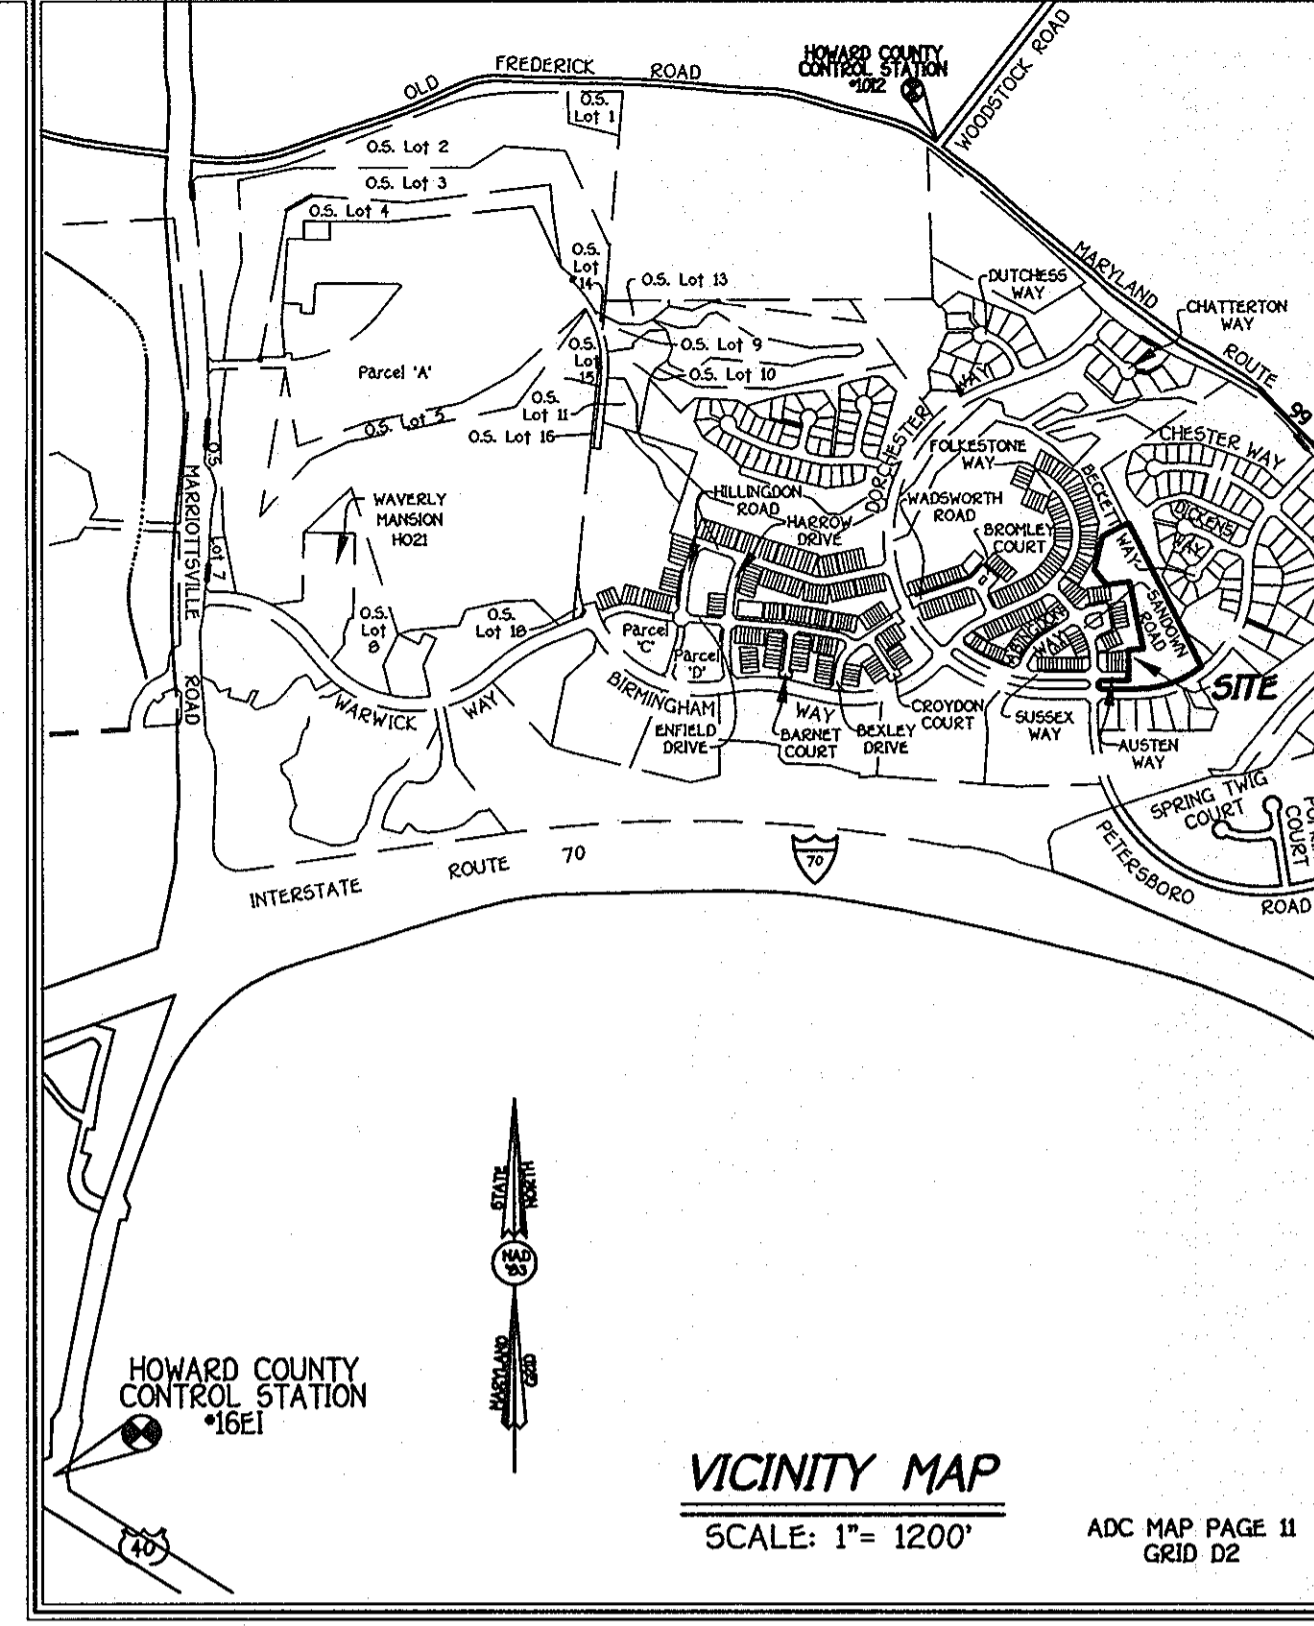 OLD FREDERICK ROAD
HOWARD COUNTY
CONTROL STATION
*1012
WOODSTOCK ROAD
O.S.
Lot 1
O.S. Lot 2
O.S. Lot 3
O.S. Lot 4
O.S.
Lot
14
O.S. Lot 13
MARYLAND ROUTE 99
DUTCHESS
WAY
CHATTERTON
WAY
O.S. Lot 9
O.S.
Lot
15
O.S. Lot 10
Parcel 'A'
O.S.
Lot 11
O.S. Lot 5
O.S. Lot 16
DORCHESTER WAY
FOLKESTONE
WAY
CHESTER WAY
BECKETT WAY
O.S. Lot 7
MARRIOTTSVILLE ROAD
WAVERLY
MANSION
HO21
HILLINGDON
ROAD
HARROW
DRIVE
WADSWORTH
ROAD
BROMLEY
COURT
DICKENS
WAY
SANDOWN
ROAD
O.S.
Lot
8
O.S.
Lot 18
Parcel
'C'
Parcel
'D'
ABINGDON
WAY
SITE
WARWICK WAY
BIRMINGHAM WAY
ENFIELD
DRIVE
BARNET
COURT
BEXLEY
DRIVE
CROYDON
COURT
SUSSEX
WAY
AUSTEN
WAY
SPRING TWIG
COURT
COURT
PETERSBORO ROAD
INTERSTATE ROUTE 70
70
STATE NORTH
NAD
'83
MARYLAND GRID
HOWARD COUNTY
CONTROL STATION
*16E1
40
VICINITY MAP
SCALE: 1"= 1200'
ADC MAP PAGE 11
GRID D2